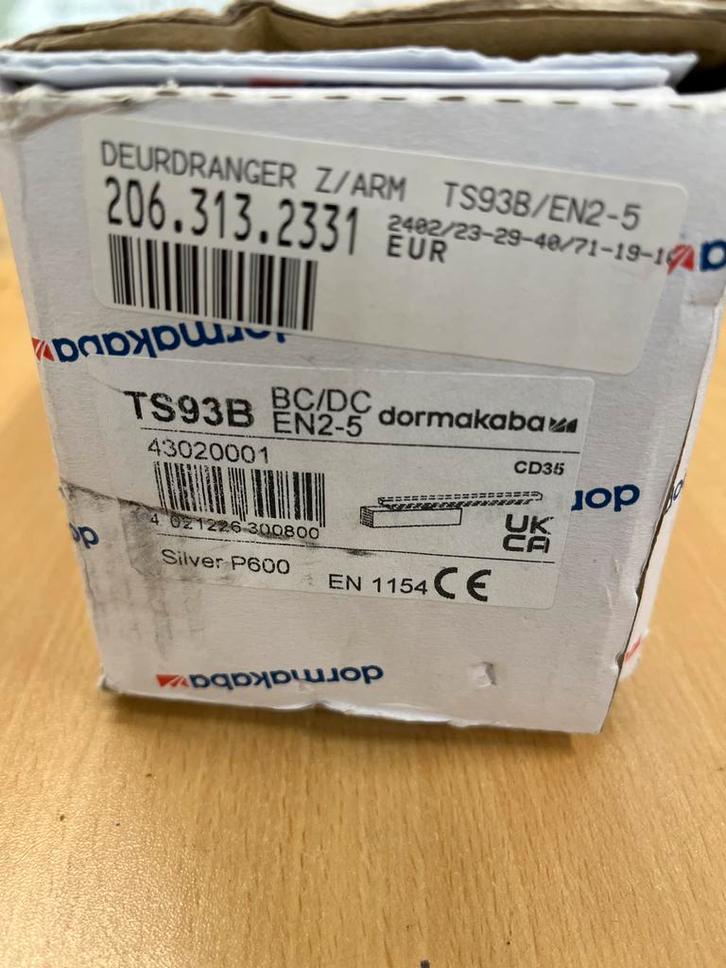 DEURDRANGER Z/ARM TS93B/EN2-5
206.313.2331
2402/23-29-40/71-19-1
EUR
dormakaba
TS93B BC/DC EN2-5 dormakaba
43020001
CD35
4 021226 300800
UK
CA
dor
Silver P600
EN 1154 CE
dormakaba